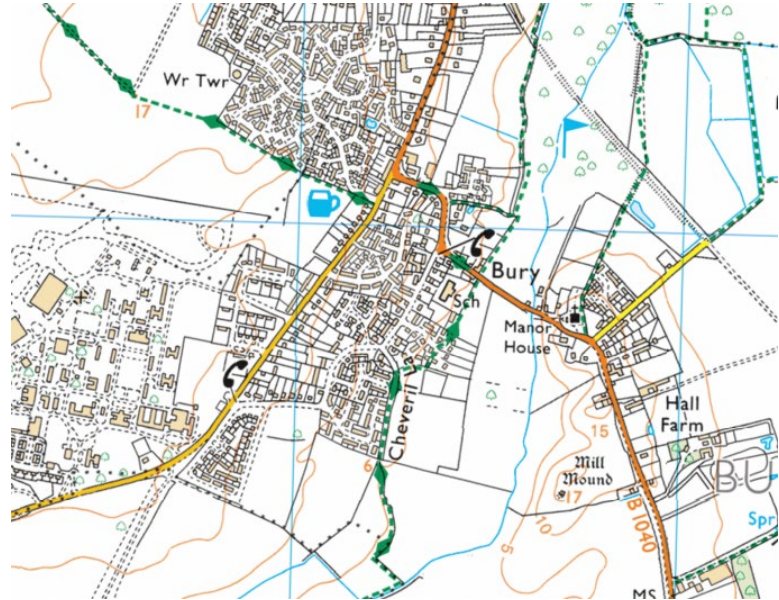 Wr Twr
17
Bury
Sch
Manor
House
Cheveril La
Hall
Farm
15
6
Mill
Mound
17
10
5
BU
B1040
Spr
MS